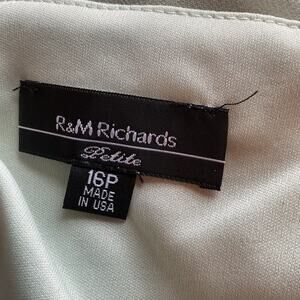 R&M Richards
Petite
16P
MADE
IN USA